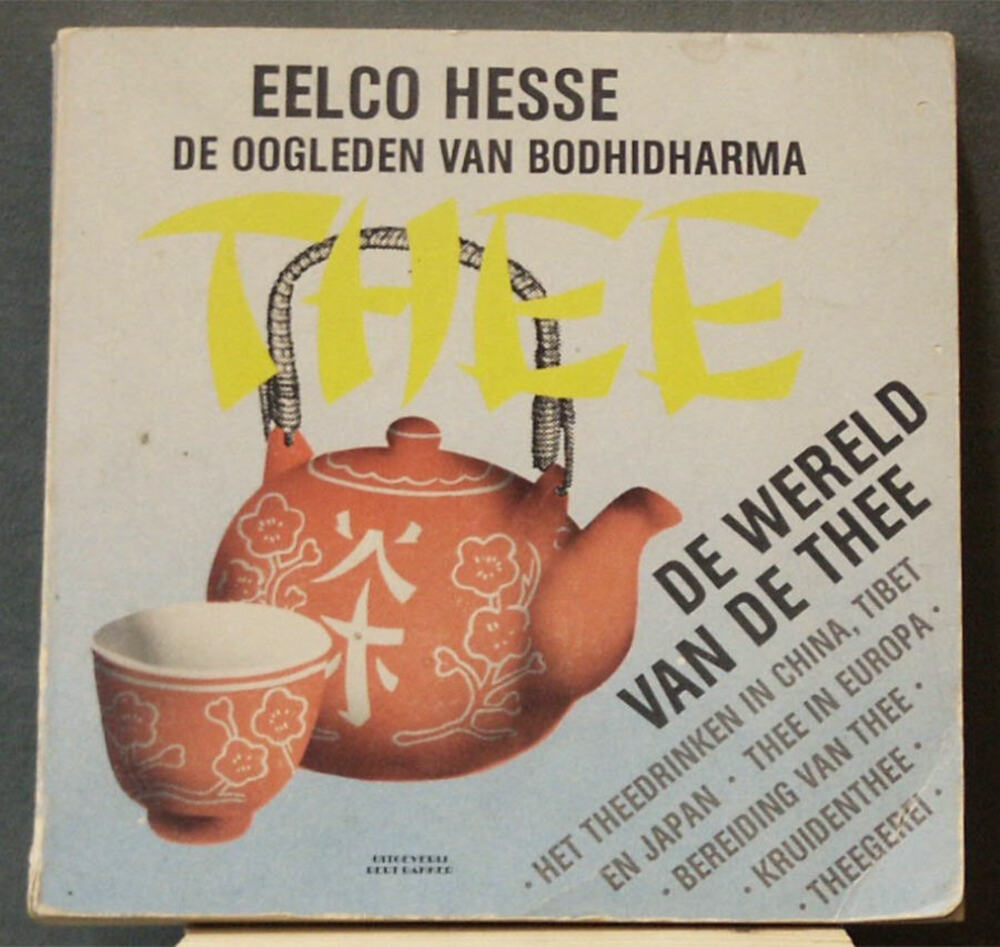 EELCO HESSE
DE OOGLEDEN VAN BODHIDHARMA
THEE
茶
DE WERELD
VAN DE THEE
· HET THEEDRINKEN IN CHINA, TIBET
EN JAPAN · THEE IN EUROPA ·
· BEREIDING VAN THEE ·
· KRUIDENTHEE ·
· THEEGEREI ·
UITGEVERIJ
BERT BAKKER